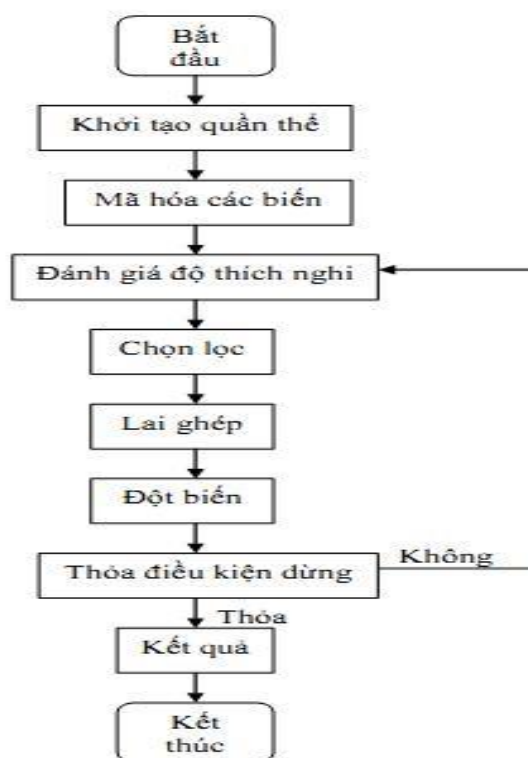 Bắt
đầu
Khởi tạo quần thể
Mã hóa các biến
Đánh giá độ thích nghi
Chọn lọc
Lai ghép
Đột biến
Thỏa điều kiện dừng
Không
Thỏa
Kết quả
Kết
thúc